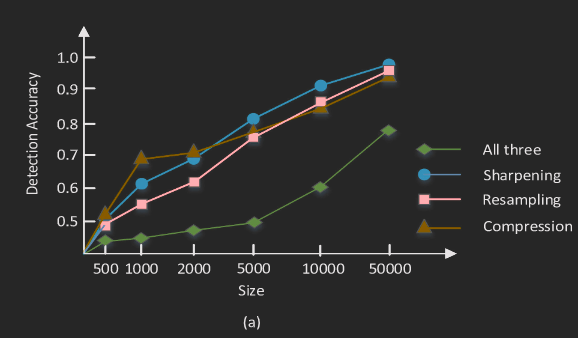 1.0
0.9
0.8
0.7
0.6
0.5
Detection Accuracy
500 1000 2000 5000 10000 50000
Size
All three
Sharpening
Resampling
Compression
(a)